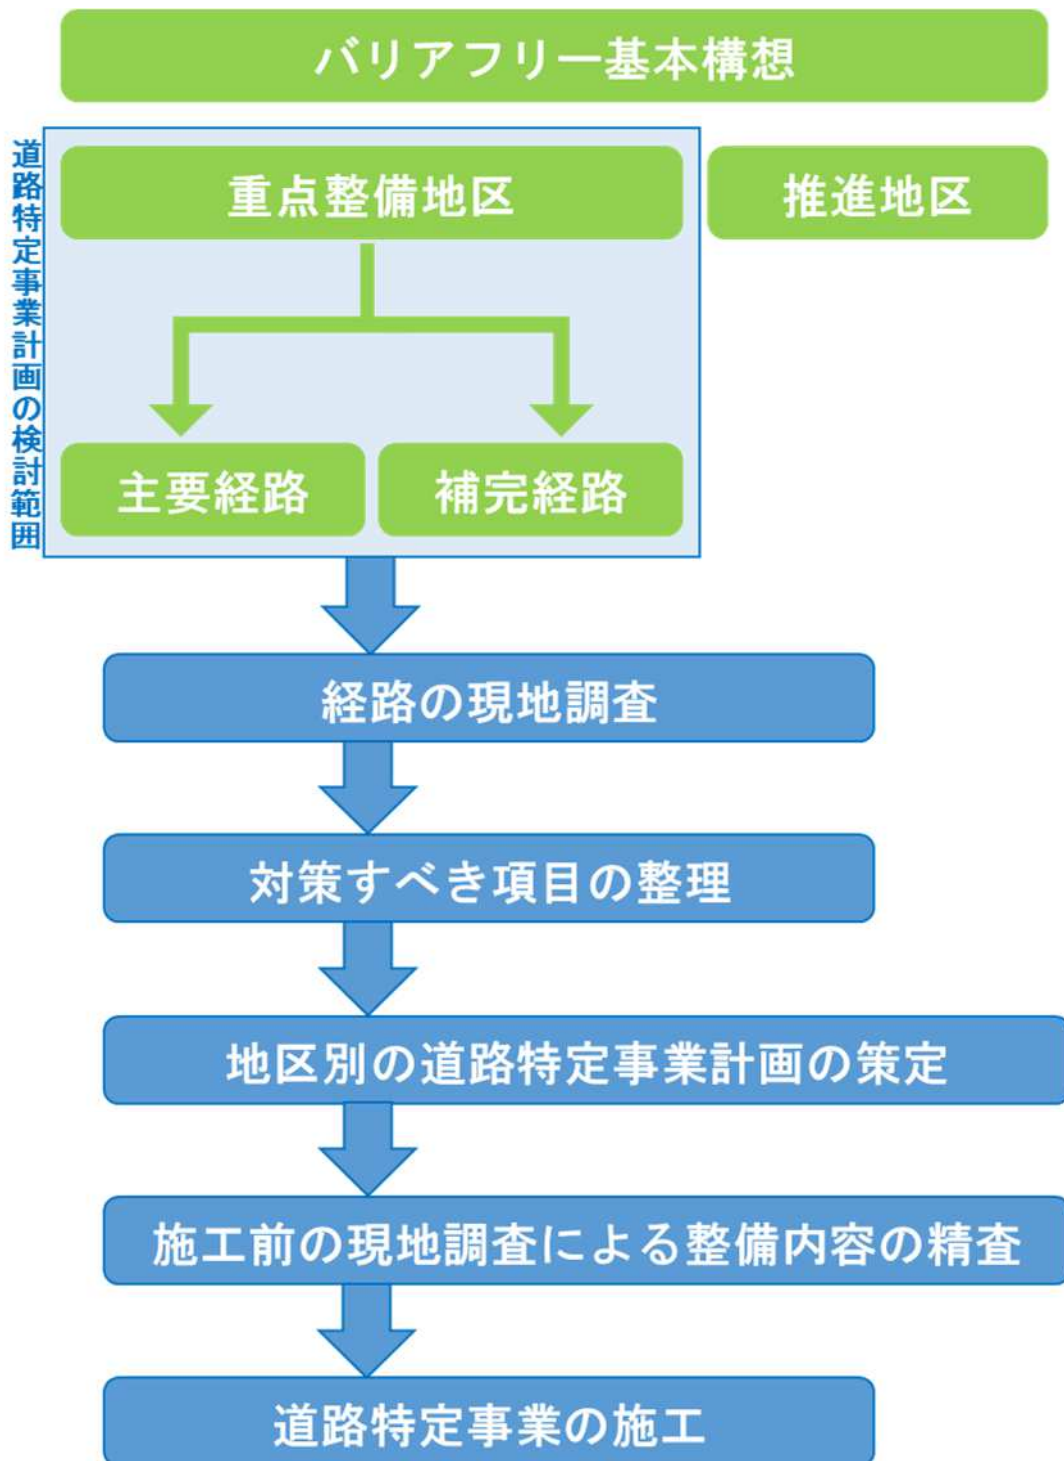 バリアフリー基本構想
道路特定事業計画の検討範囲
重点整備地区
推進地区
主要経路
補完経路
経路の現地調査
対策すべき項目の整理
地区別の道路特定事業計画の策定
施工前の現地調査による整備内容の精査
道路特定事業の施工